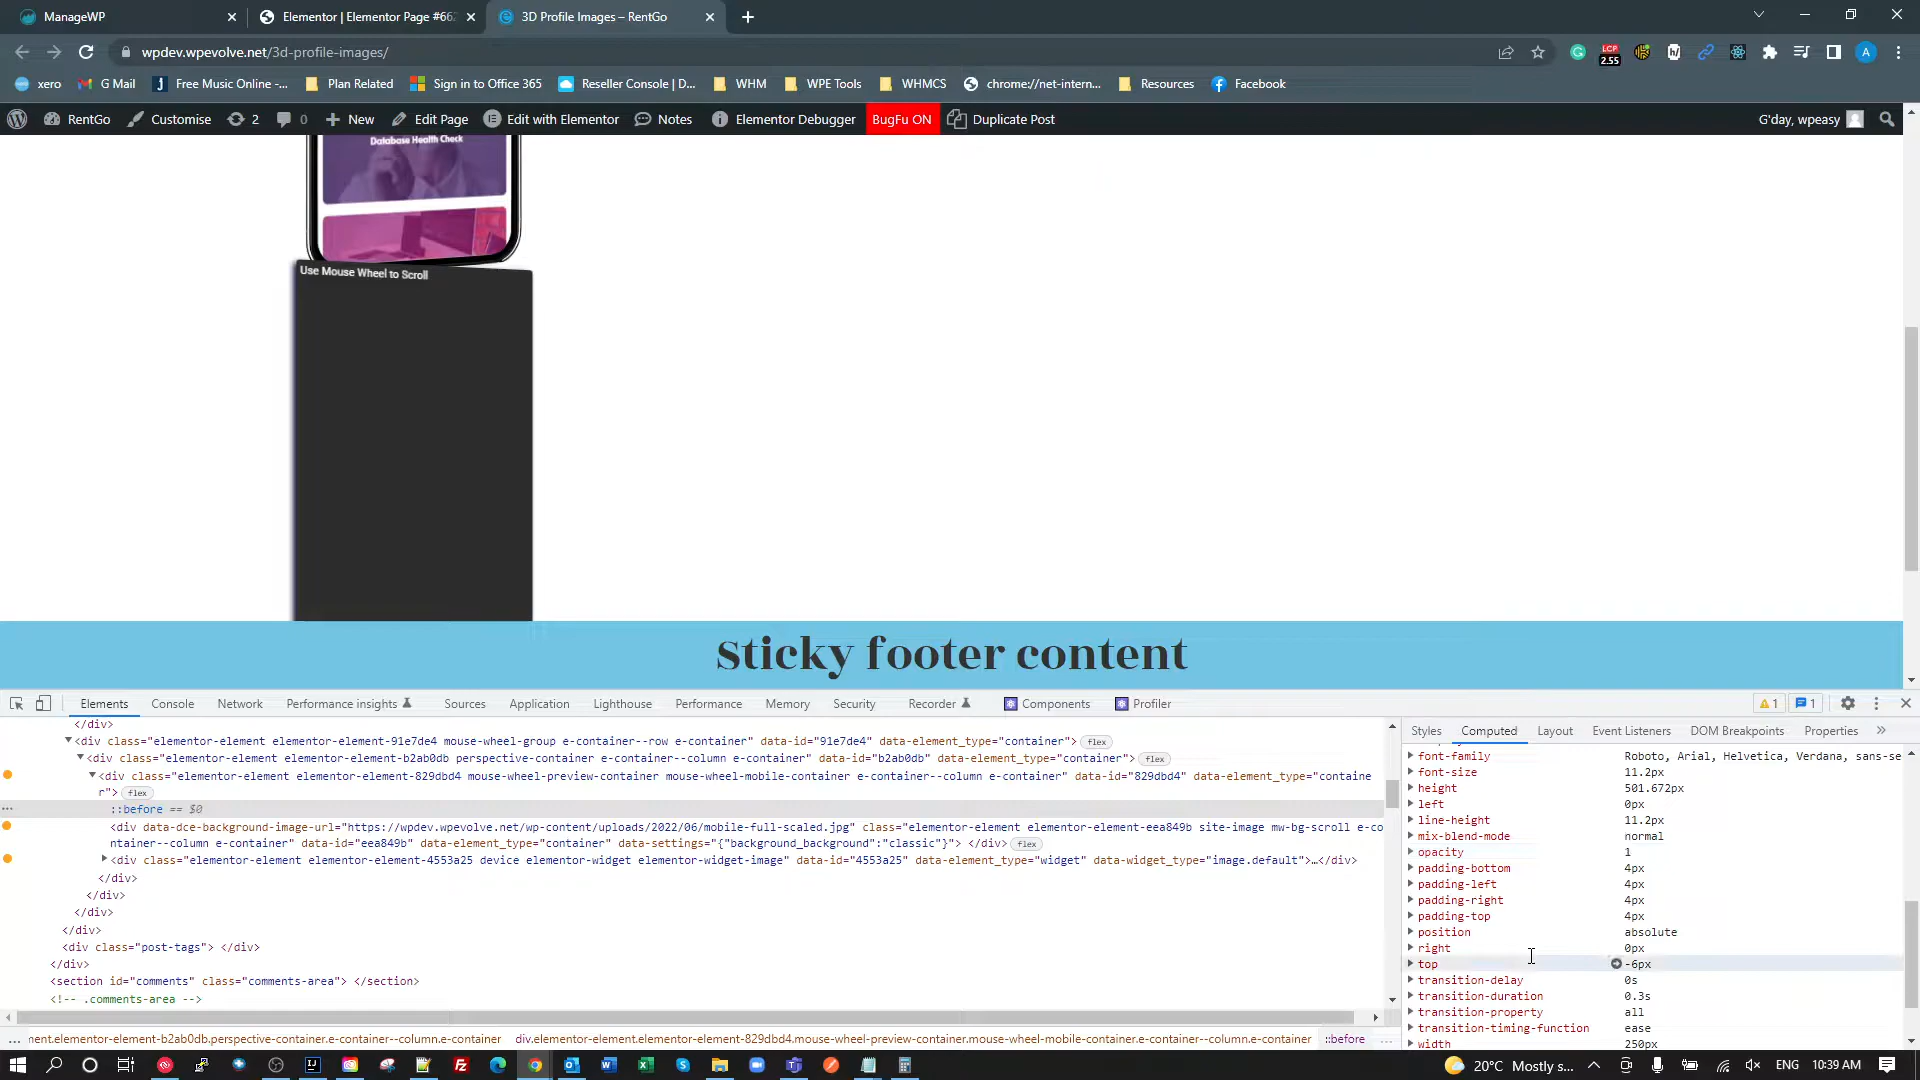 ManageWP
Elementor | Elementor Page #662
3D Profile Images – RentGo
wpdev.wpevolve.net/3d-profile-images/
LCP
2.55
A
xero
G Mail
Free Music Online -...
Plan Related
Sign in to Office 365
Reseller Console | D...
WHM
WPE Tools
WHMCS
chrome://net-intern...
Resources
Facebook
RentGo
Customise
2
0
New
Edit Page
Edit with Elementor
Notes
Elementor Debugger
BugFu ON
Duplicate Post
G'day, wpeasy
Database Health Check
Use Mouse Wheel to Scroll
Sticky footer content
Elements
Console
Network
Performance insights
Sources
Application
Lighthouse
Performance
Memory
Security
Recorder
Components
Profiler
1
1
</div>
<div class="elementor-element elementor-element-91e7de4 mouse-wheel-group e-container--row e-container" data-id="91e7de4" data-element_type="container"> flex
<div class="elementor-element elementor-element-b2ab0db perspective-container e-container--column e-container" data-id="b2ab0db" data-element_type="container"> flex
<div class="elementor-element elementor-element-829dbd4 mouse-wheel-preview-container mouse-wheel-mobile-container e-container--column e-container" data-id="829dbd4" data-element_type="containe
r"> flex
::before == $0
<div data-dce-background-image-url="https://wpdev.wpevolve.net/wp-content/uploads/2022/06/mobile-full-scaled.jpg" class="elementor-element elementor-element-eea849b site-image mw-bg-scroll e-co
ntainer--column e-container" data-id="eea849b" data-element_type="container" data-settings="{"background_background":"classic"}"> </div> flex
<div class="elementor-element elementor-element-4553a25 device elementor-widget elementor-widget-image" data-id="4553a25" data-element_type="widget" data-widget_type="image.default">…</div>
</div>
</div>
</div>
</div>
<div class="post-tags"> </div>
</div>
<section id="comments" class="comments-area"> </section>
<!-- .comments-area -->
... nent.elementor-element-b2ab0db.perspective-container.e-container--column.e-container
div.elementor-element.elementor-element-829dbd4.mouse-wheel-preview-container.mouse-wheel-mobile-container.e-container--column.e-container
::before
...
Styles
Computed
Layout
Event Listeners
DOM Breakpoints
Properties
font-family Roboto, Arial, Helvetica, Verdana, sans-se
font-size 11.2px
height 501.672px
left 0px
line-height 11.2px
mix-blend-mode normal
opacity 1
padding-bottom 4px
padding-left 4px
padding-right 4px
padding-top 4px
position absolute
right 0px
top -6px
transition-delay 0s
transition-duration 0.3s
transition-property all
transition-timing-function ease
width 250px
20°C Mostly s...
ENG
10:39 AM